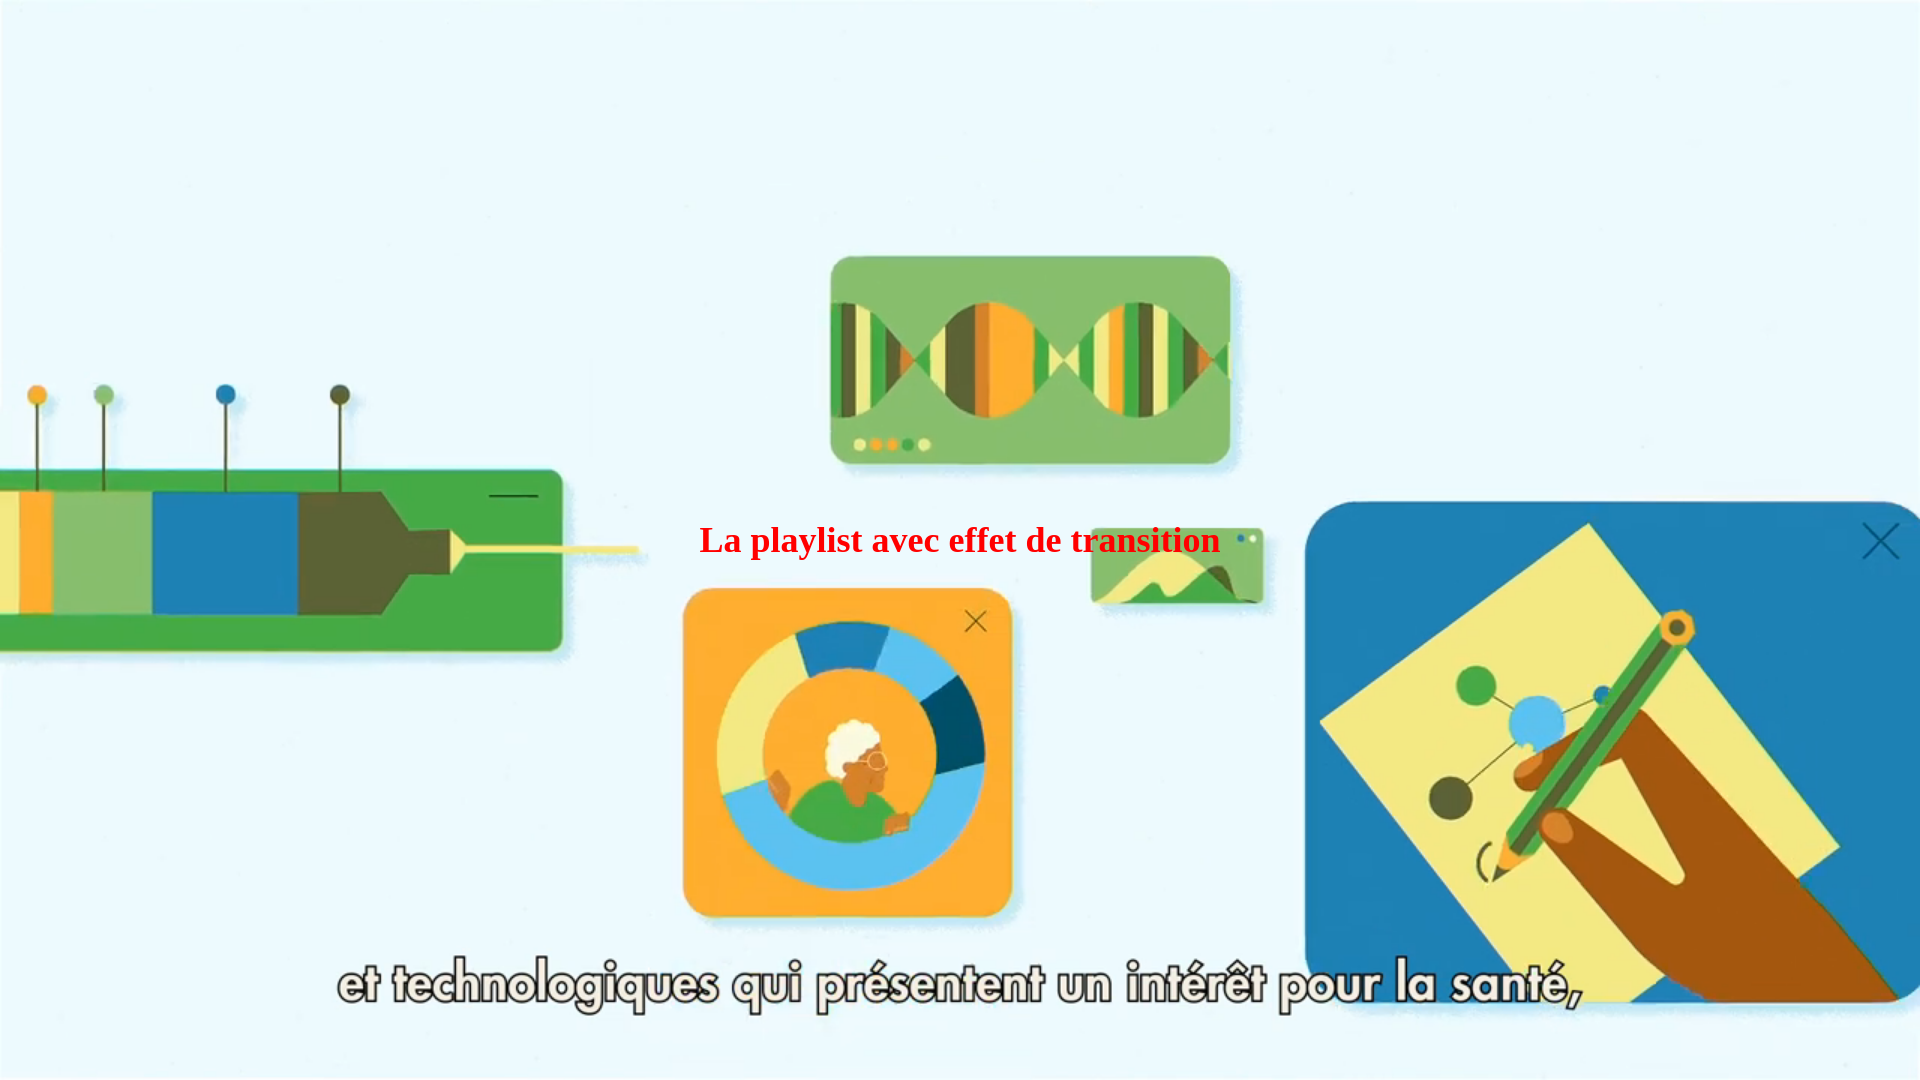 La playlist avec effet de transition
et technologiques qui présentent un intérêt pour la santé,